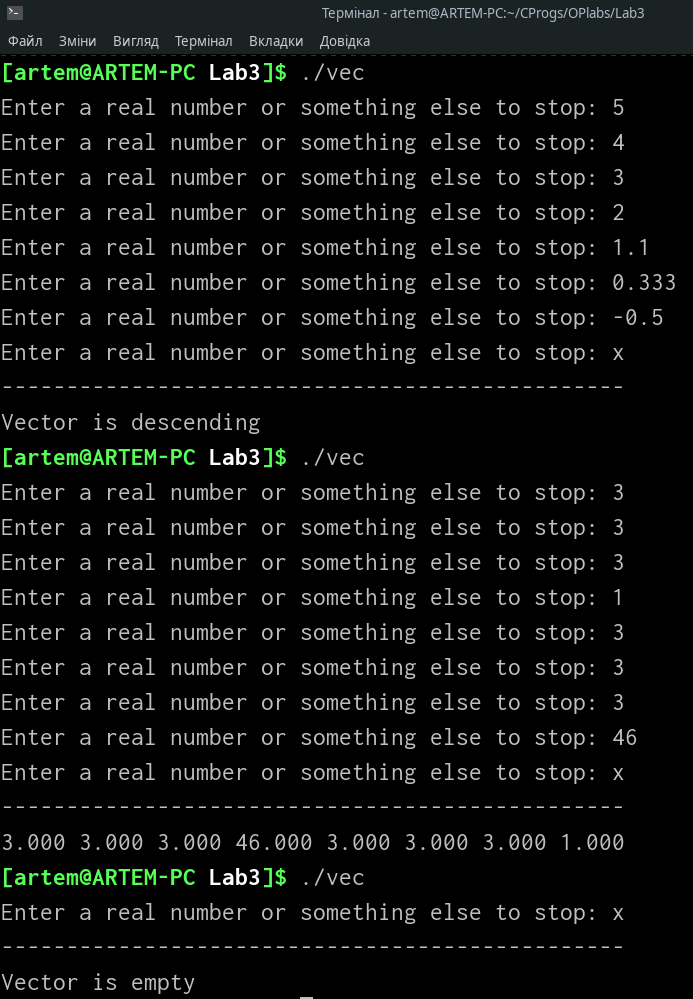 Термінал - artem@ARTEM-PC:~/CProgs/OPlabs/Lab3
Файл Зміни Вигляд Термінал Вкладки Довідка
[artem@ARTEM-PC Lab3]$ ./vec
Enter a real number or something else to stop: 5
Enter a real number or something else to stop: 4
Enter a real number or something else to stop: 3
Enter a real number or something else to stop: 2
Enter a real number or something else to stop: 1.1
Enter a real number or something else to stop: 0.333
Enter a real number or something else to stop: -0.5
Enter a real number or something else to stop: x
------------------------------------------------
Vector is descending
[artem@ARTEM-PC Lab3]$ ./vec
Enter a real number or something else to stop: 3
Enter a real number or something else to stop: 3
Enter a real number or something else to stop: 3
Enter a real number or something else to stop: 1
Enter a real number or something else to stop: 3
Enter a real number or something else to stop: 3
Enter a real number or something else to stop: 3
Enter a real number or something else to stop: 46
Enter a real number or something else to stop: x
------------------------------------------------
3.000 3.000 3.000 46.000 3.000 3.000 3.000 1.000
[artem@ARTEM-PC Lab3]$ ./vec
Enter a real number or something else to stop: x
------------------------------------------------
Vector is empty